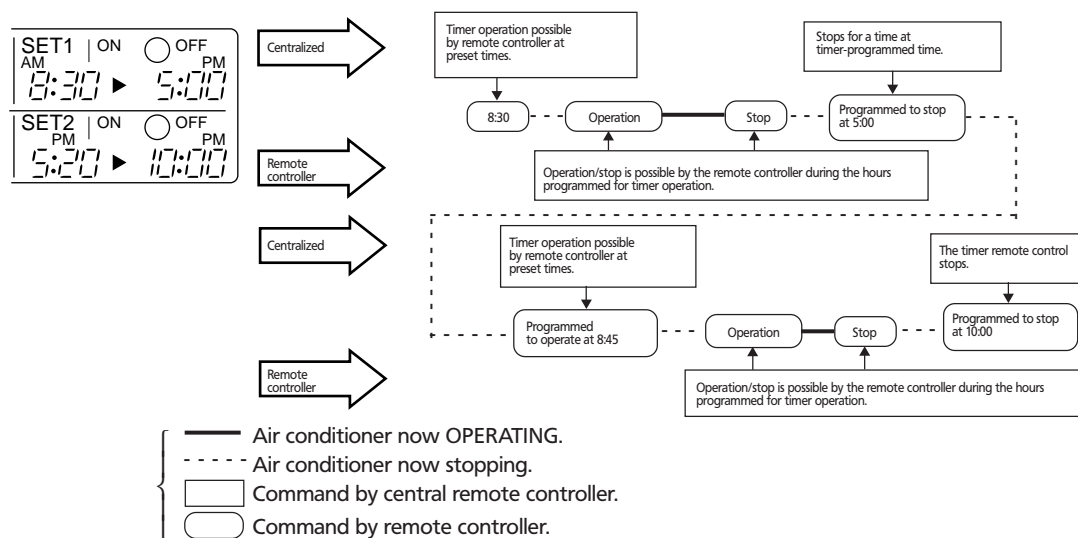 SET1 ON OFF
AM PM
8:30 5:00
SET2 ON OFF
PM PM
5:20 10:00
Centralized
Timer operation possible
by remote controller at
preset times.
Stops for a time at
timer-programmed time.
8:30
Operation
Stop
Programmed to stop
at 5:00
Remote
controller
Operation/stop is possible by the remote controller during the hours
programmed for timer operation.
Centralized
Timer operation possible
by remote controller at
preset times.
The timer remote control
stops.
Programmed
to operate at 8:45
Operation
Stop
Programmed to stop
at 10:00
Remote
controller
Operation/stop is possible by the remote controller during the hours
programmed for timer operation.
Air conditioner now OPERATING.
Air conditioner now stopping.
Command by central remote controller.
Command by remote controller.